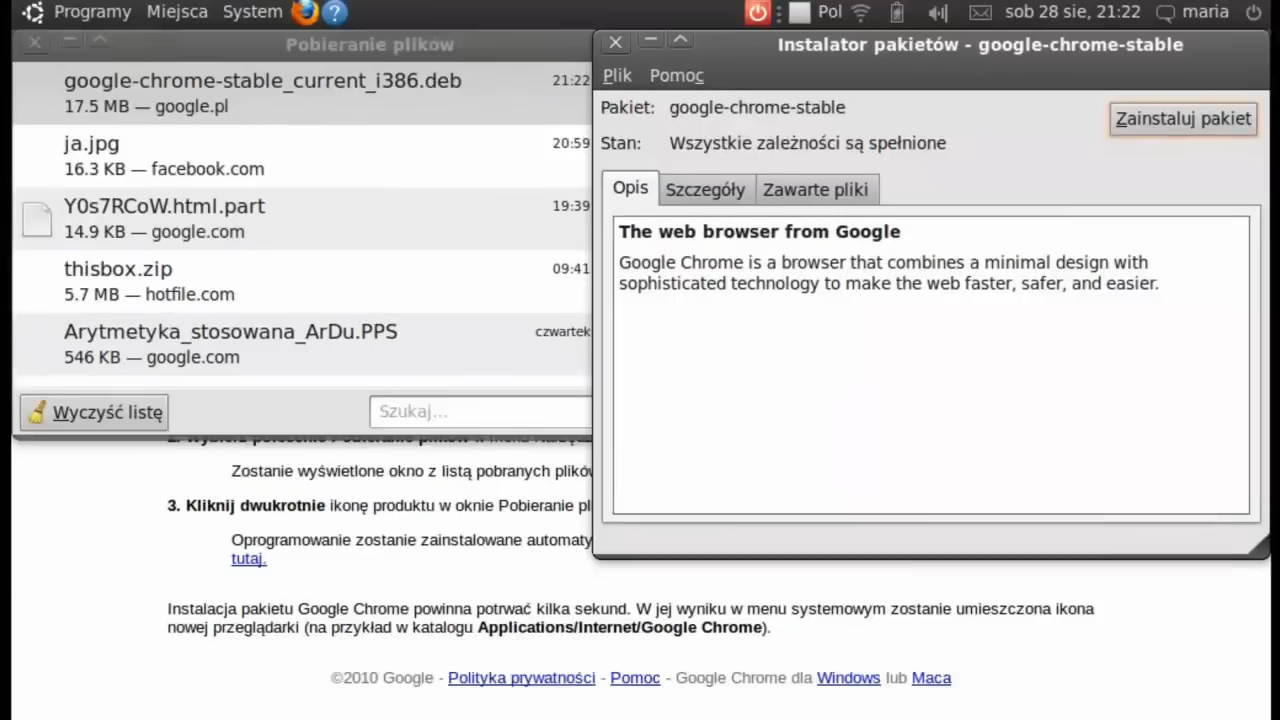 Programy Miejsca System Pol sob 28 sie, 21:22 maria
Pobieranie plików
google-chrome-stable_current_i386.deb 21:22
17.5 MB — google.pl
ja.jpg 20:59
16.3 KB — facebook.com
Y0s7RCoW.html.part 19:39
14.9 KB — google.com
thisbox.zip 09:41
5.7 MB — hotfile.com
Arytmetyka_stosowana_ArDu.PPS czwartek
546 KB — google.com
Wyczyść listę Szukaj...
Instalator pakietów - google-chrome-stable
Plik Pomoc
Pakiet: google-chrome-stable
Zainstaluj pakiet
Stan: Wszystkie zależności są spełnione
Opis Szczegóły Zawarte pliki
The web browser from Google
Google Chrome is a browser that combines a minimal design with
sophisticated technology to make the web faster, safer, and easier.
2. Wybierz polecenie Pobieranie plików w menu
Zostanie wyświetlone okno z listą pobranych
3. Kliknij dwukrotnie ikonę produktu w oknie Pobieranie
Oprogramowanie zostanie zainstalowane
tutaj.
Instalacja pakietu Google Chrome powinna potrwać kilka sekund. W jej wyniku w menu systemowym zostanie umieszczona ikona
nowej przeglądarki (na przykład w katalogu Applications/Internet/Google Chrome).
©2010 Google - Polityka prywatności - Pomoc - Google Chrome dla Windows lub Maca